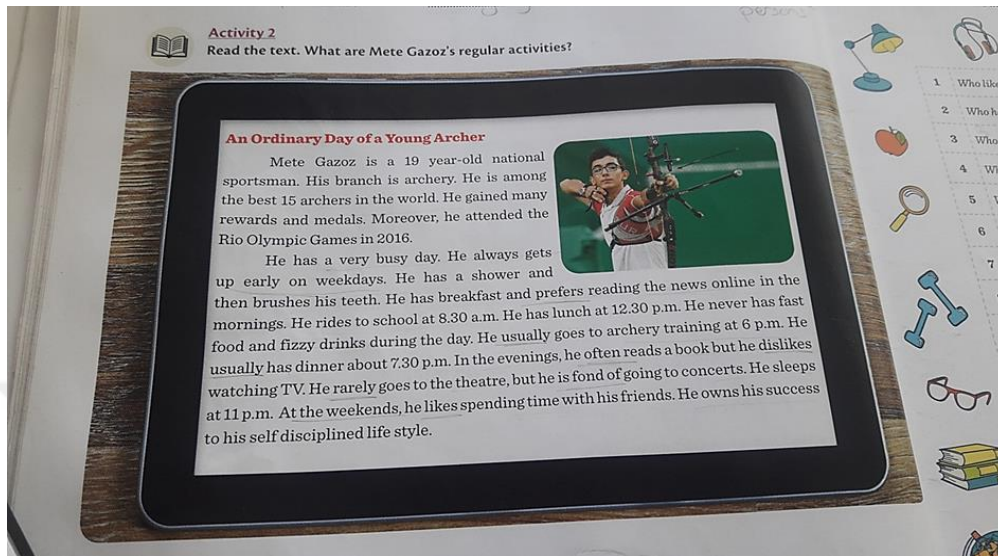 Activity 2
Read the text. What are Mete Gazoz's regular activities?
An Ordinary Day of a Young Archer
Mete Gazoz is a 19 year-old national
sportsman. His branch is archery. He is among
the best 15 archers in the world. He gained many
rewards and medals. Moreover, he attended the
Rio Olympic Games in 2016.
He has a very busy day. He always gets
up early on weekdays. He has a shower and
then brushes his teeth. He has breakfast and prefers reading the news online in the
mornings. He rides to school at 8.30 a.m. He has lunch at 12.30 p.m. He never has fast
food and fizzy drinks during the day. He usually goes to archery training at 6 p.m. He
usually has dinner about 7.30 p.m. In the evenings, he often reads a book but he dislikes
watching TV. He rarely goes to the theatre, but he is fond of going to concerts. He sleeps
at 11 p.m. At the weekends, he likes spending time with his friends. He owns his success
to his self disciplined life style.
1 Who
2 Who
3 Who
4
5
6
7